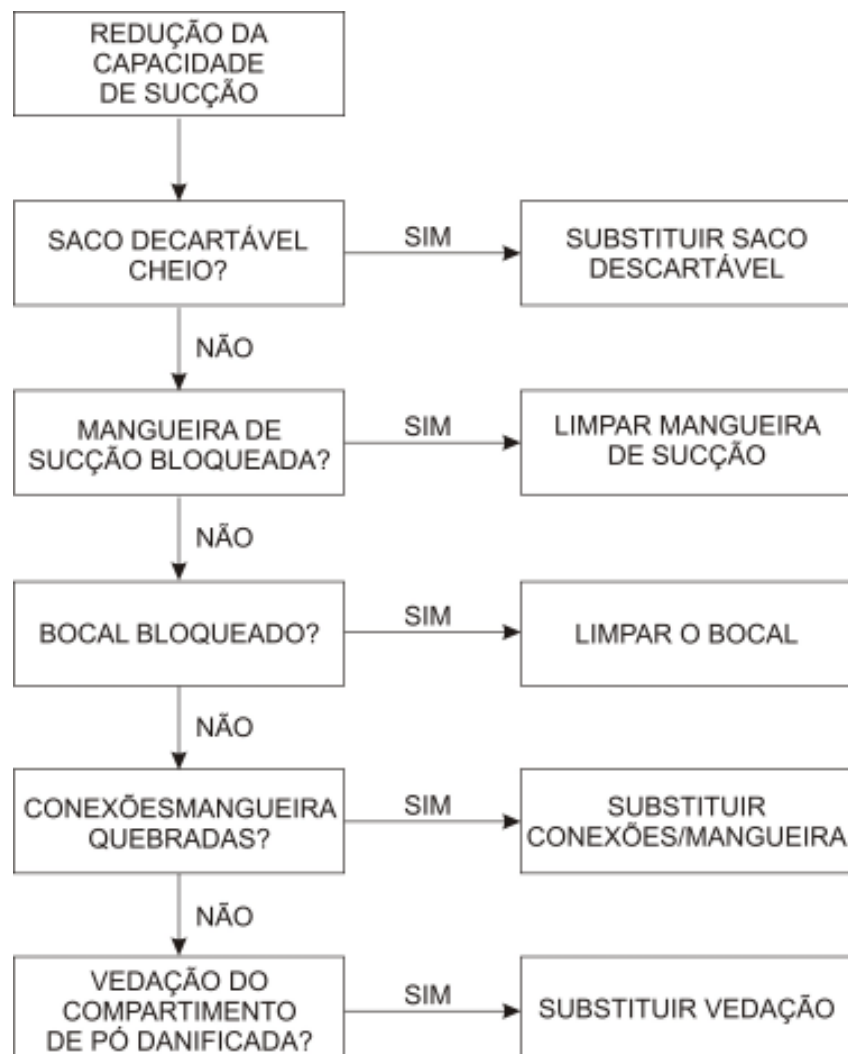 REDUÇÃO DA
CAPACIDADE
DE SUCÇÃO
SACO DECARTÁVEL
CHEIO?
SIM
SUBSTITUIR SACO
DESCARTÁVEL
NÃO
MANGUEIRA DE
SUCÇÃO BLOQUEADA?
SIM
LIMPAR MANGUEIRA
DE SUCÇÃO
NÃO
BOCAL BLOQUEADO?
SIM
LIMPAR O BOCAL
NÃO
CONEXÕESMANGUEIRA
QUEBRADAS?
SIM
SUBSTITUIR
CONEXÕES/MANGUEIRA
NÃO
VEDAÇÃO DO
COMPARTIMENTO
DE PÓ DANIFICADA?
SIM
SUBSTITUIR VEDAÇÃO